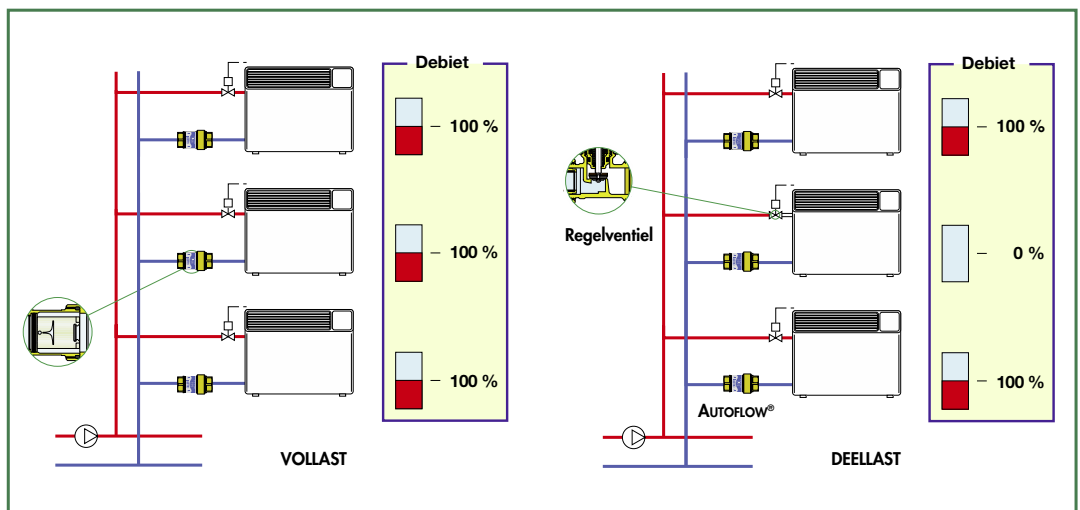 Debiet
100 %
100 %
100 %
VOLLAST
Debiet
100 %
Regelventiel
0 %
100 %
AUTOFLOW®
DEELLAST